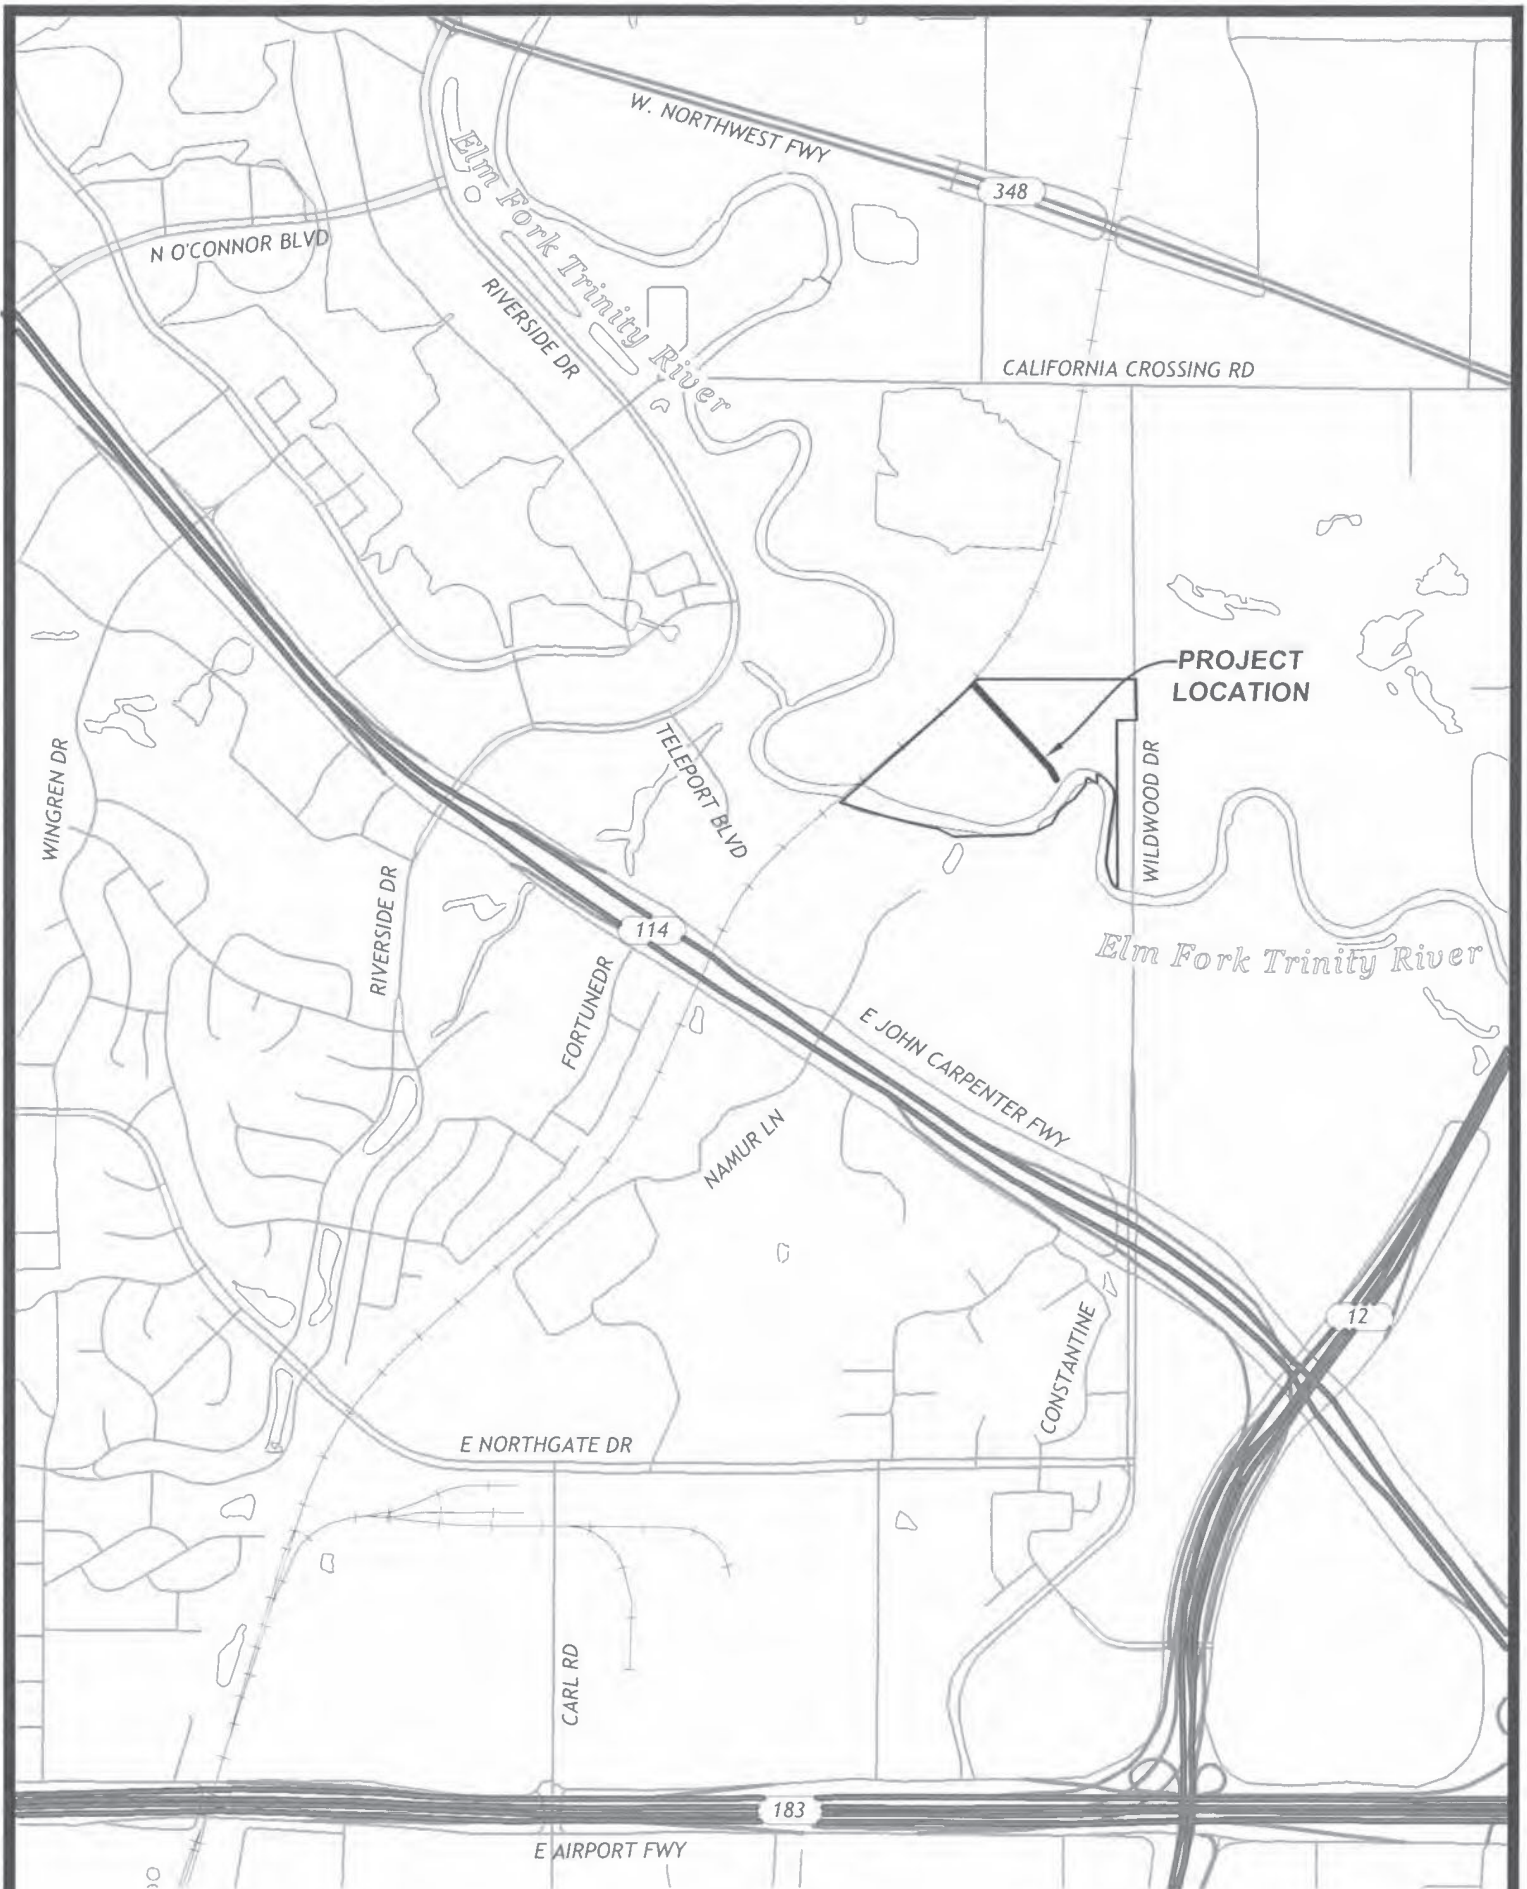 W. NORTHWEST FWY
348
Elm Fork Trinity River
N O'CONNOR BLVD
RIVERSIDE DR
CALIFORNIA CROSSING RD
PROJECT
LOCATION
TELEPORT BLVD
WINGREN DR
WILDWOOD DR
RIVERSIDE DR
114
Elm Fork Trinity River
FORTUNEDR
E JOHN CARPENTER FWY
NAMUR LN
12
CONSTANTINE
E NORTHGATE DR
CARL RD
183
E AIRPORT FWY